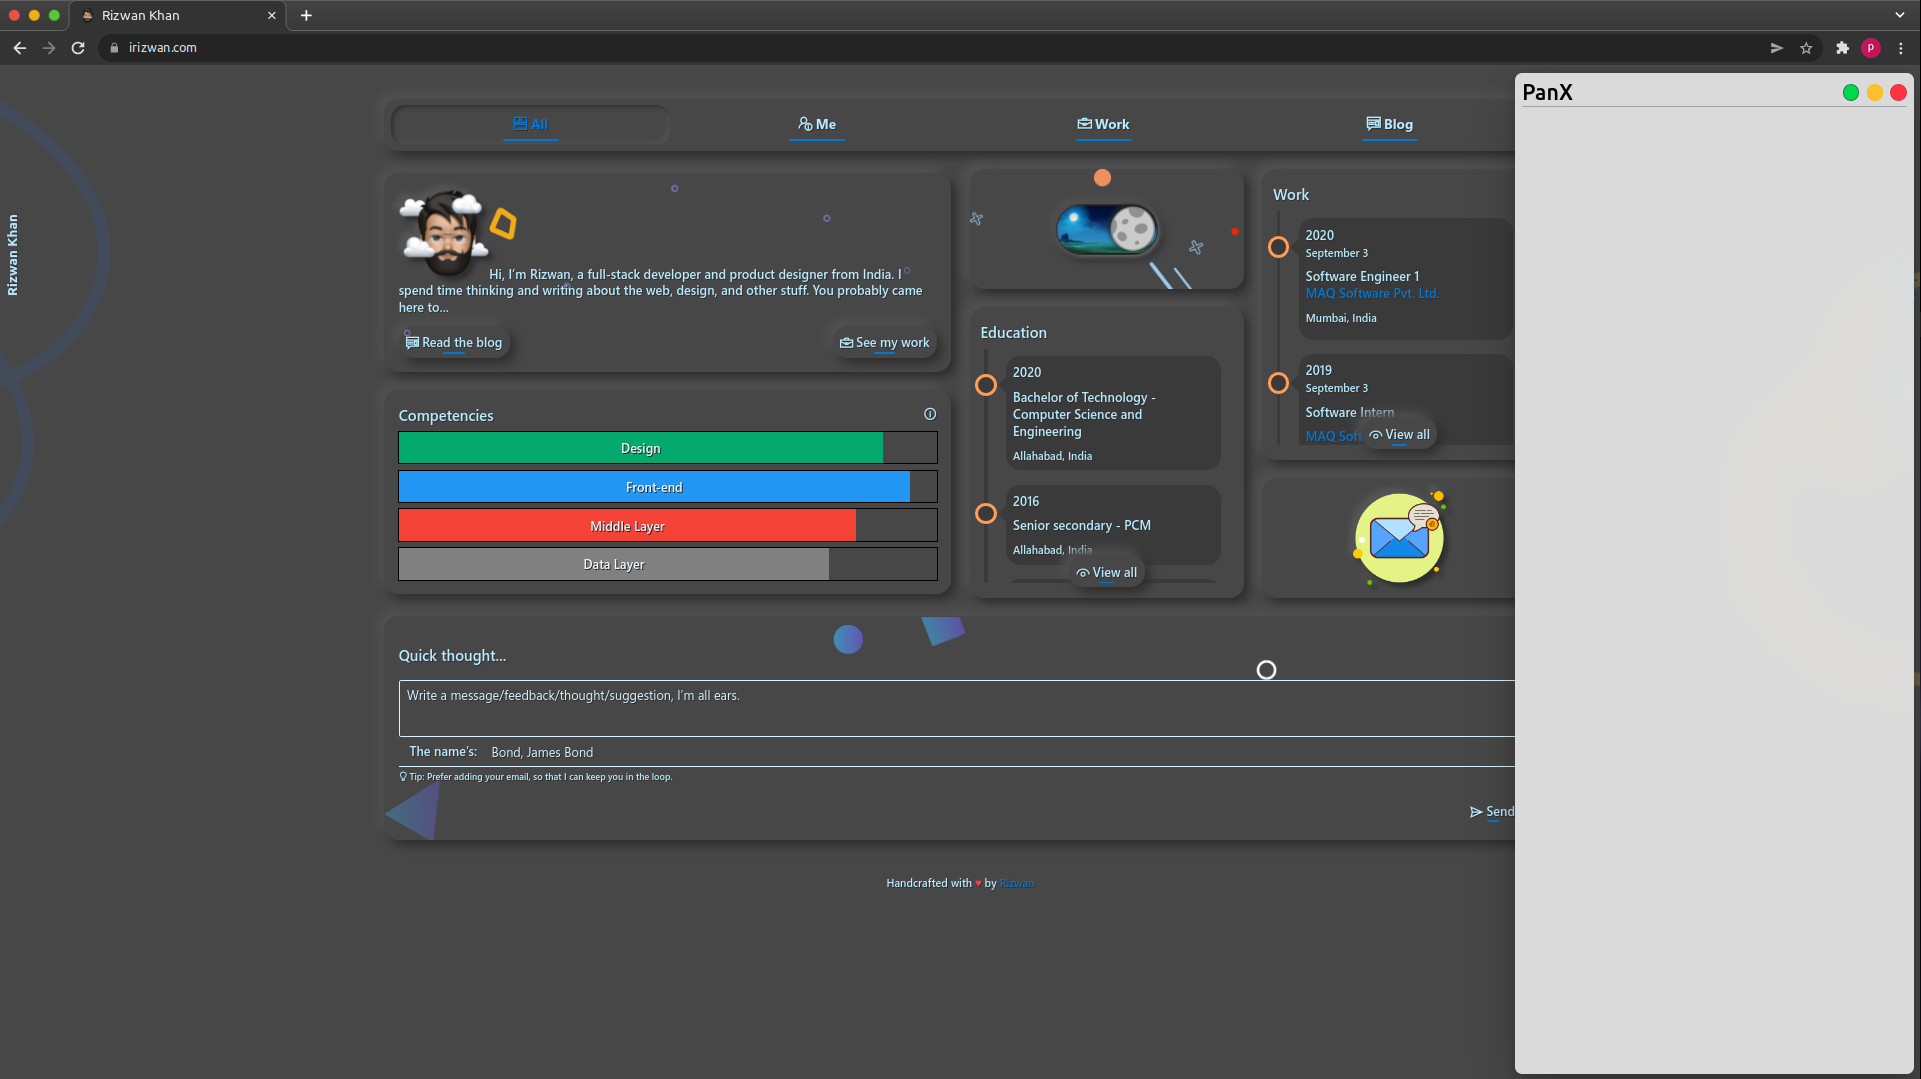 Rizwan Khan
irizwan.com
P
PanX
All
Me
Work
Blog
Rizwan Khan
Hi, I'm Rizwan, a full-stack developer and product designer from India. I
spend time thinking and writing about the web, design, and other stuff. You probably came
here to...
Read the blog
See my work
Competencies
Design
Front-end
Middle Layer
Data Layer
Education
2020
Bachelor of Technology -
Computer Science and
Engineering
Allahabad, India
2016
Senior secondary - PCM
Allahabad, India
View all
Work
2020
September 3
Software Engineer 1
MAQ Software Pvt. Ltd.
Mumbai, India
2019
September 3
Software Intern
MAQ Soft
View all
Quick thought...
Write a message/feedback/thought/suggestion, I'm all ears.
The name's:
Bond, James Bond
Tip: Prefer adding your email, so that I can keep you in the loop.
Send
Handcrafted with ♥ by Rizwan